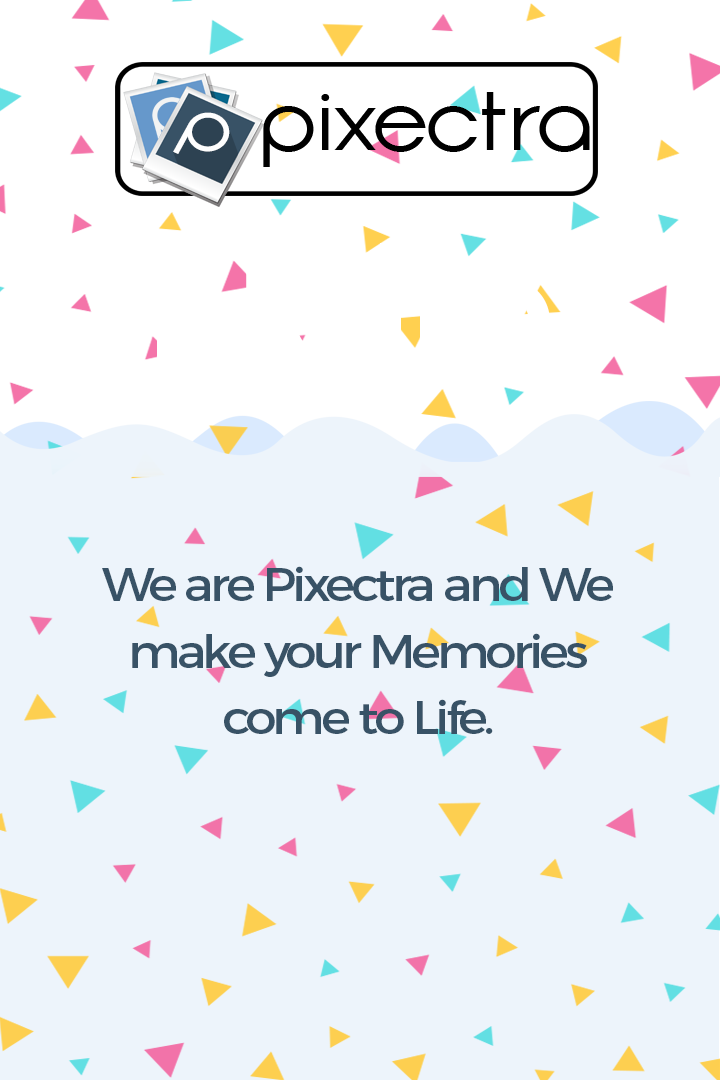 p
pixectra
We are Pixectra and We
make your Memories
come to Life.